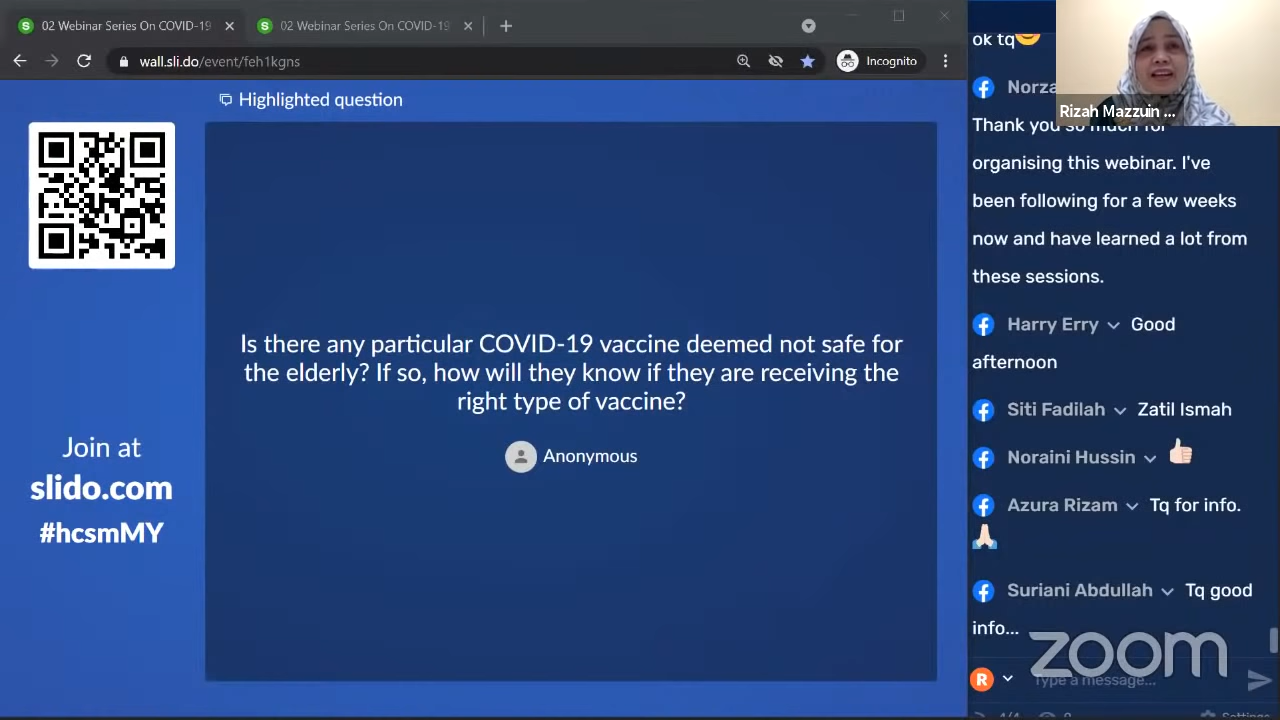 02 Webinar Series On COVID-19
02 Webinar Series On COVID-19
wall.sli.do/event/feh1kgns
Incognito
Highlighted question
Is there any particular COVID-19 vaccine deemed not safe for
the elderly? If so, how will they know if they are receiving the
right type of vaccine?
Anonymous
Join at
slido.com
#hcsmMY
ok tq
Rizah Mazzuin ...
Thank you so much for
organising this webinar. I've
been following for a few weeks
now and have learned a lot from
these sessions.
Harry Erry Good
afternoon
Siti Fadilah Zatil Ismah
Noraini Hussin
Azura Rizam Tq for info.
Suriani Abdullah Tq good
info...
zoom
R
Type a message...
Settings